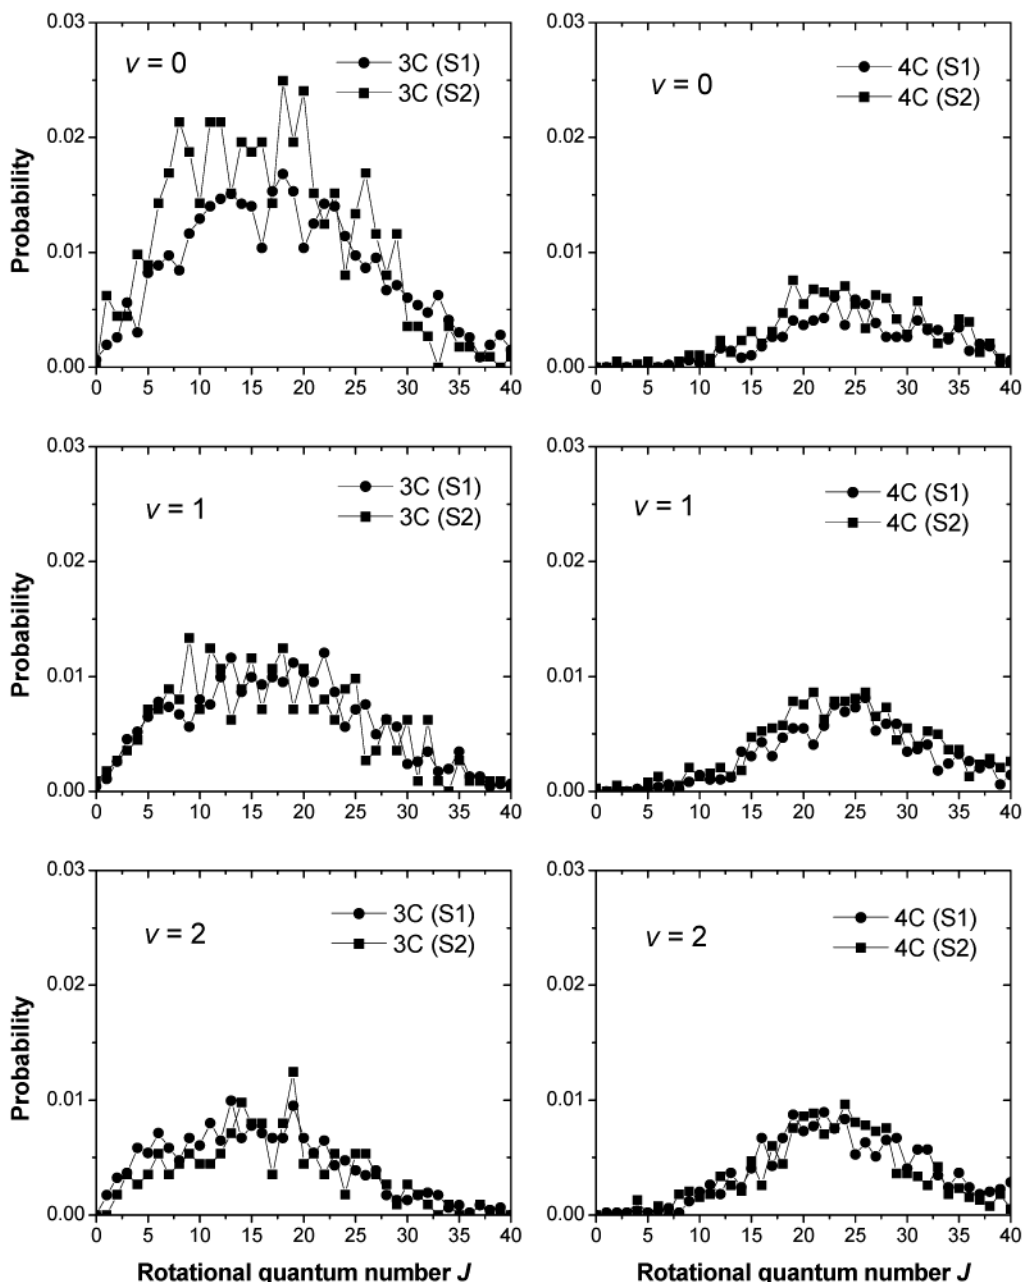 0.03
0.02
0.01
0.00
Probability
v = 0
3C (S1)
3C (S2)
0 5 10 15 20 25 30 35 40
0.03
0.02
0.01
0.00
v = 0
4C (S1)
4C (S2)
0 5 10 15 20 25 30 35 40
0.03
0.02
0.01
0.00
Probability
v = 1
3C (S1)
3C (S2)
0 5 10 15 20 25 30 35 40
0.03
0.02
0.01
0.00
v = 1
4C (S1)
4C (S2)
0 5 10 15 20 25 30 35 40
0.03
0.02
0.01
0.00
Probability
v = 2
3C (S1)
3C (S2)
0 5 10 15 20 25 30 35 40
Rotational quantum number J
0.03
0.02
0.01
0.00
v = 2
4C (S1)
4C (S2)
0 5 10 15 20 25 30 35 40
Rotational quantum number J